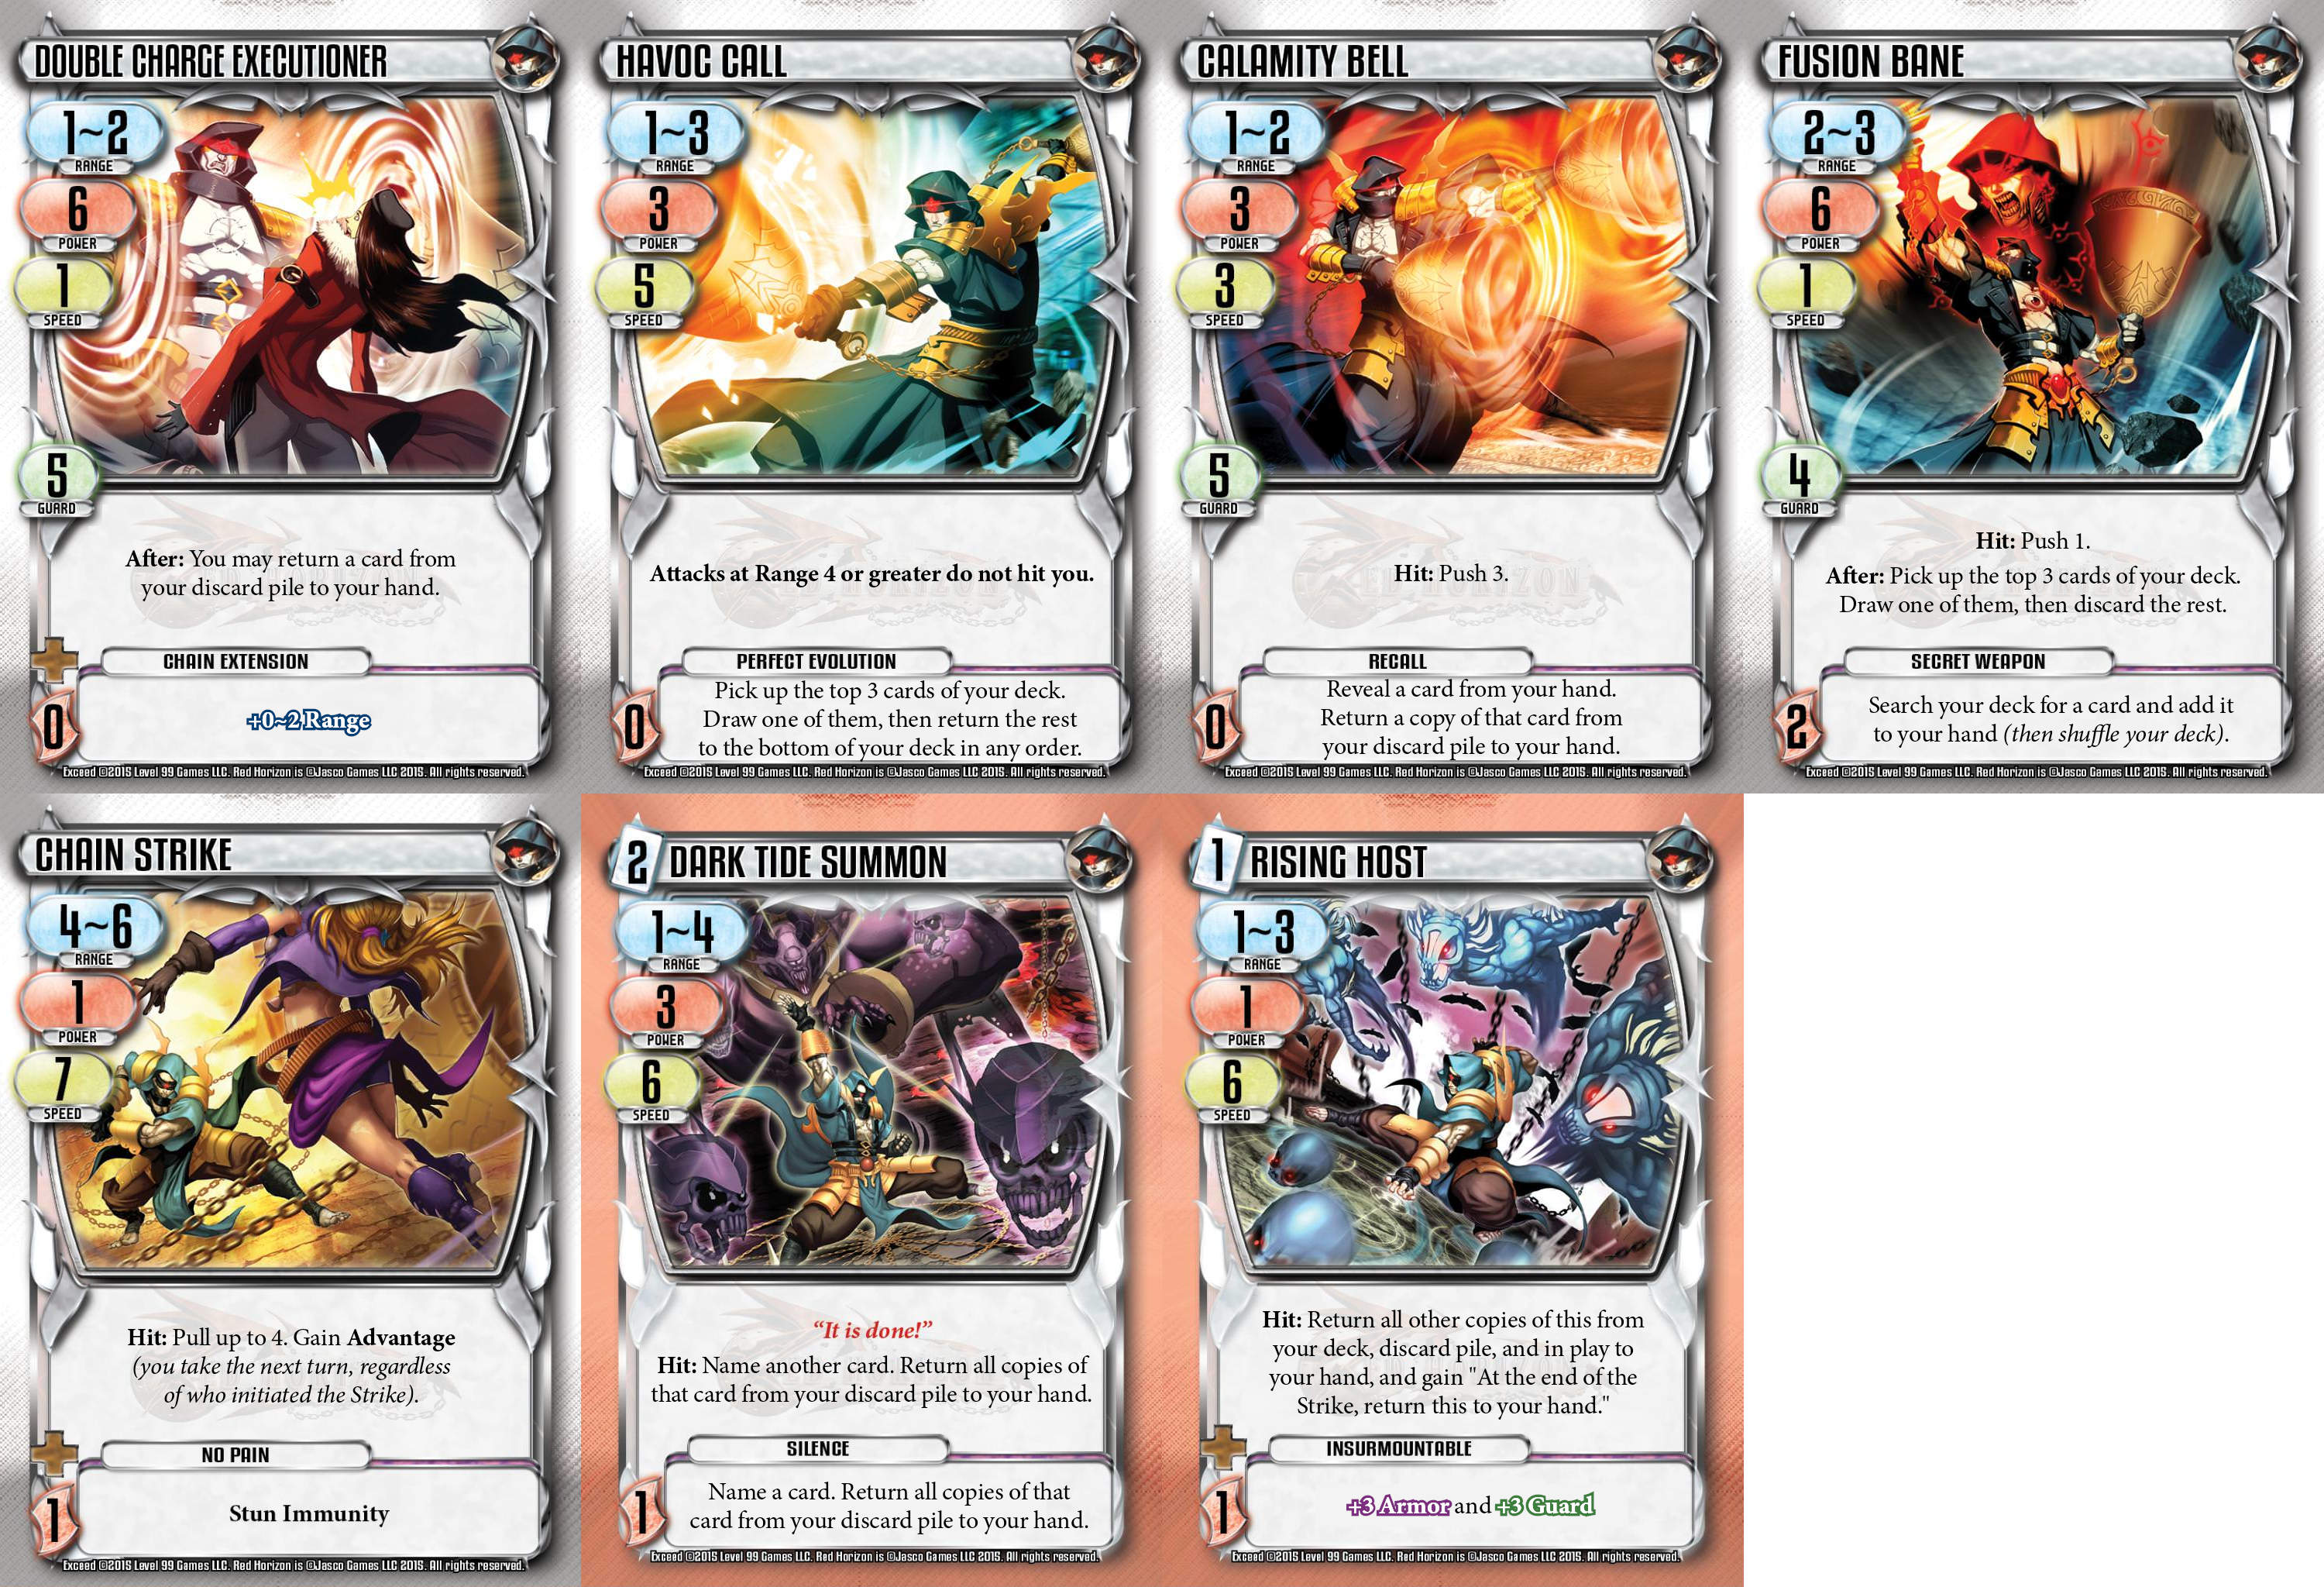 DOUBLE CHARGE EXECUTIONER
1~2
RANGE
6
POWER
1
SPEED
5
GUARD
After: You may return a card from
your discard pile to your hand.
CHAIN EXTENSION
0
+0~2 Range
Exceed ©2015 Level 99 Games LLC. Red Horizon is ©Jasco Games LLC 2015. All rights reserved.
HAVOC CALL
1~3
RANGE
3
POWER
5
SPEED
Attacks at Range 4 or greater do not hit you.
PERFECT EVOLUTION
0
Pick up the top 3 cards of your deck.
Draw one of them, then return the rest
to the bottom of your deck in any order.
Exceed ©2015 Level 99 Games LLC. Red Horizon is ©Jasco Games LLC 2015. All rights reserved.
CALAMITY BELL
1~2
RANGE
3
POWER
3
SPEED
5
GUARD
Hit: Push 3.
RECALL
0
Reveal a card from your hand.
Return a copy of that card from
your discard pile to your hand.
Exceed ©2015 Level 99 Games LLC. Red Horizon is ©Jasco Games LLC 2015. All rights reserved.
FUSION BANE
2~3
RANGE
6
POWER
1
SPEED
4
GUARD
Hit: Push 1.
After: Pick up the top 3 cards of your deck.
Draw one of them, then discard the rest.
SECRET WEAPON
2
Search your deck for a card and add it
to your hand (then shuffle your deck).
Exceed ©2015 Level 99 Games LLC. Red Horizon is ©Jasco Games LLC 2015. All rights reserved.
CHAIN STRIKE
4~6
RANGE
1
POWER
7
SPEED
Hit: Pull up to 4. Gain Advantage
(you take the next turn, regardless
of who initiated the Strike).
NO PAIN
1
Stun Immunity
Exceed ©2015 Level 99 Games LLC. Red Horizon is ©Jasco Games LLC 2015. All rights reserved.
2
DARK TIDE SUMMON
1~4
RANGE
3
POWER
6
SPEED
"It is done!"
Hit: Name another card. Return all copies of
that card from your discard pile to your hand.
SILENCE
1
Name a card. Return all copies of that
card from your discard pile to your hand.
Exceed ©2015 Level 99 Games LLC. Red Horizon is ©Jasco Games LLC 2015. All rights reserved.
1
RISING HOST
1~3
RANGE
1
POWER
6
SPEED
Hit: Return all other copies of this from
your deck, discard pile, and in play to
your hand, and gain "At the end of the
Strike, return this to your hand."
INSURMOUNTABLE
1
+3 Armor and +3 Guard
Exceed ©2015 Level 99 Games LLC. Red Horizon is ©Jasco Games LLC 2015. All rights reserved.